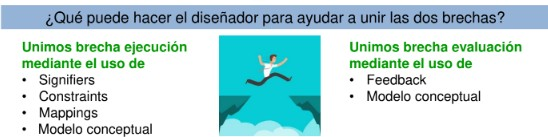 ¿Qué puede hacer el diseñador para ayudar a unir las dos brechas?
Unimos brecha ejecución
mediante el uso de
• Signifiers
• Constraints
• Mappings
• Modelo conceptual
Unimos brecha evaluación
mediante el uso de
• Feedback
• Modelo conceptual